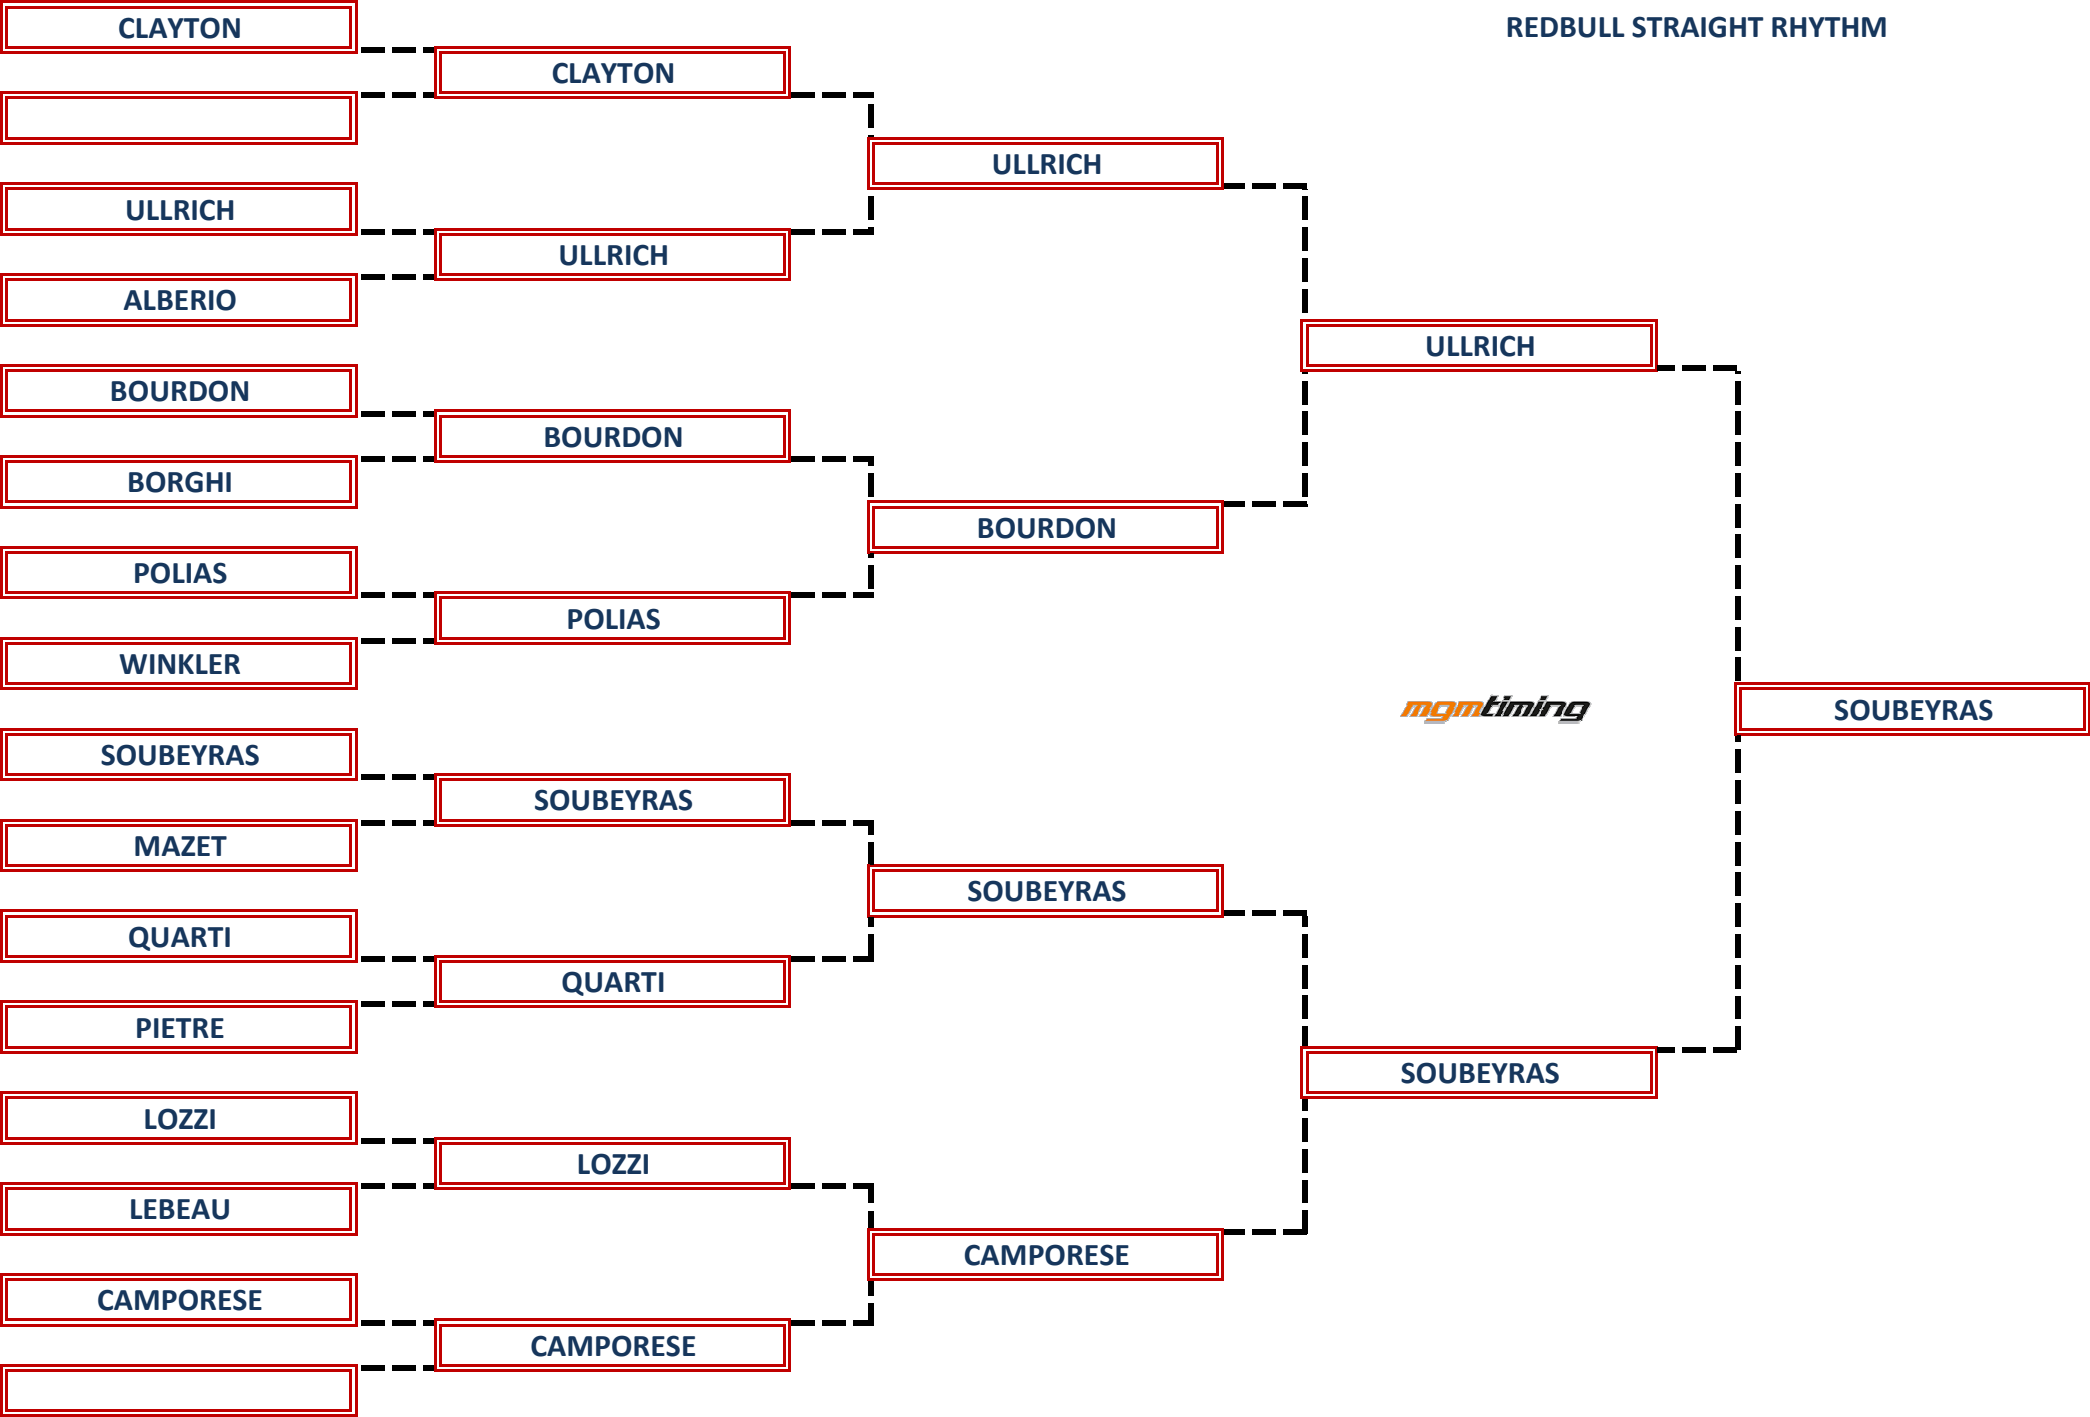 REDBULL STRAIGHT RHYTHM
CLAYTON
ULLRICH
ALBERIO
BOURDON
BORGHI
POLIAS
WINKLER
SOUBEYRAS
MAZET
QUARTI
PIETRE
LOZZI
LEBEAU
CAMPORESE
CLAYTON
ULLRICH
BOURDON
POLIAS
SOUBEYRAS
QUARTI
LOZZI
CAMPORESE
ULLRICH
BOURDON
SOUBEYRAS
CAMPORESE
ULLRICH
SOUBEYRAS
mgmtiming
SOUBEYRAS